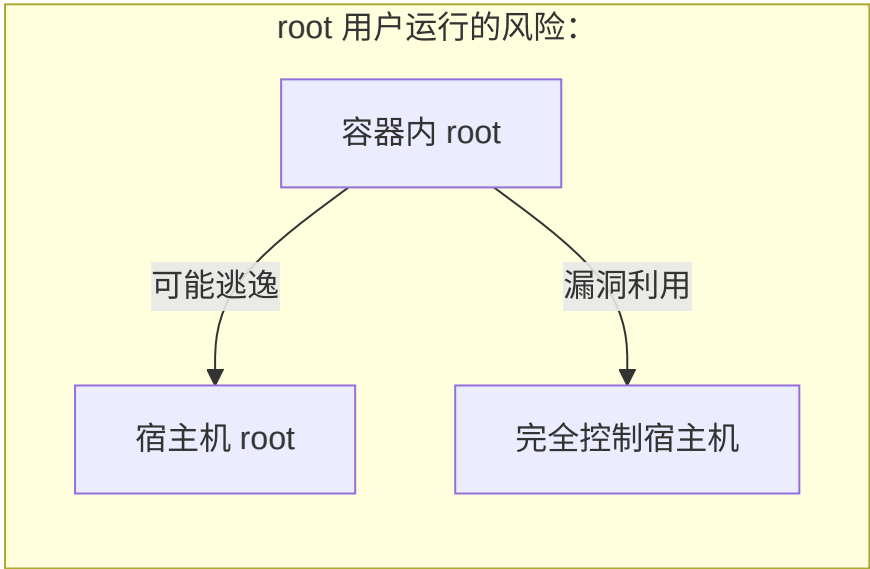 root 用户运行的风险：
容器内 root
可能逃逸
漏洞利用
宿主机 root
完全控制宿主机